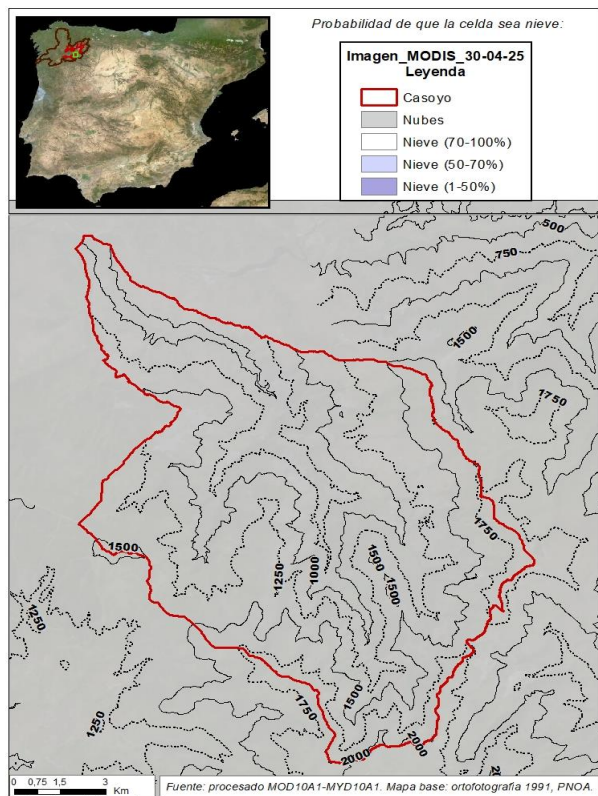 Probabilidad de que la celda sea nieve:
Imagen_MODIS_30-04-25
Leyenda
Casoyo
Nubes
Nieve (70-100%)
Nieve (50-70%)
Nieve (1-50%)
500
750
1500
1750
1750
1500
1250
1000
1500
1500
1250
1250
1750
1500
2000
2000
0 0,75 1,5 3
Km
Fuente: procesado MOD10A1-MYD10A1. Mapa base: ortofotografía 1991, PNOA.